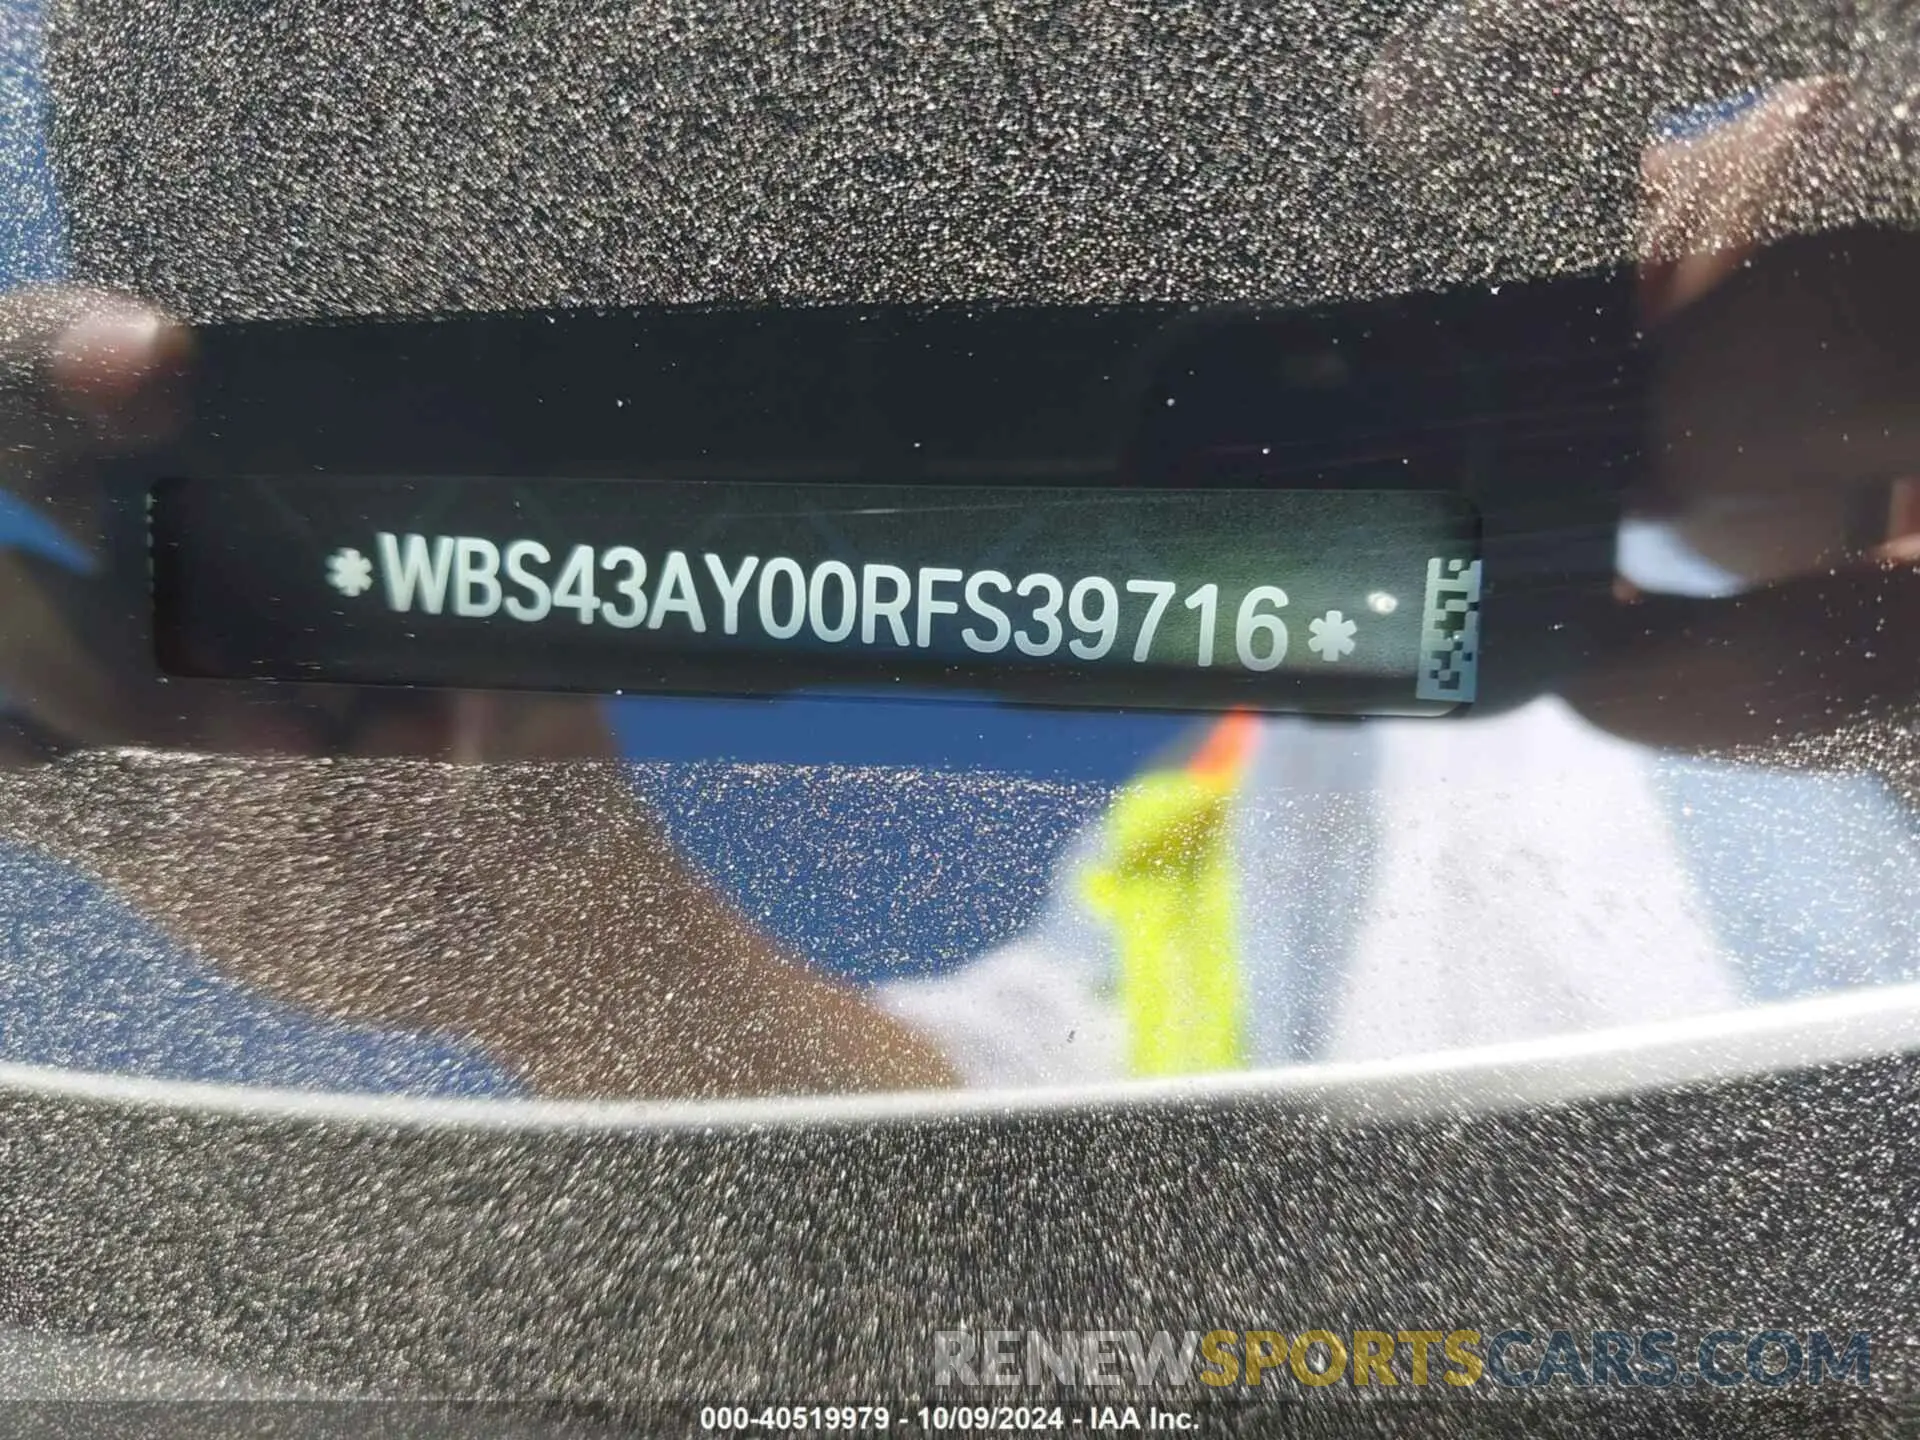 *WBS43AY00RFS39716*
RENEWSPORTSCARS.COM
000-40519979 - 10/09/2024 - IAA Inc.